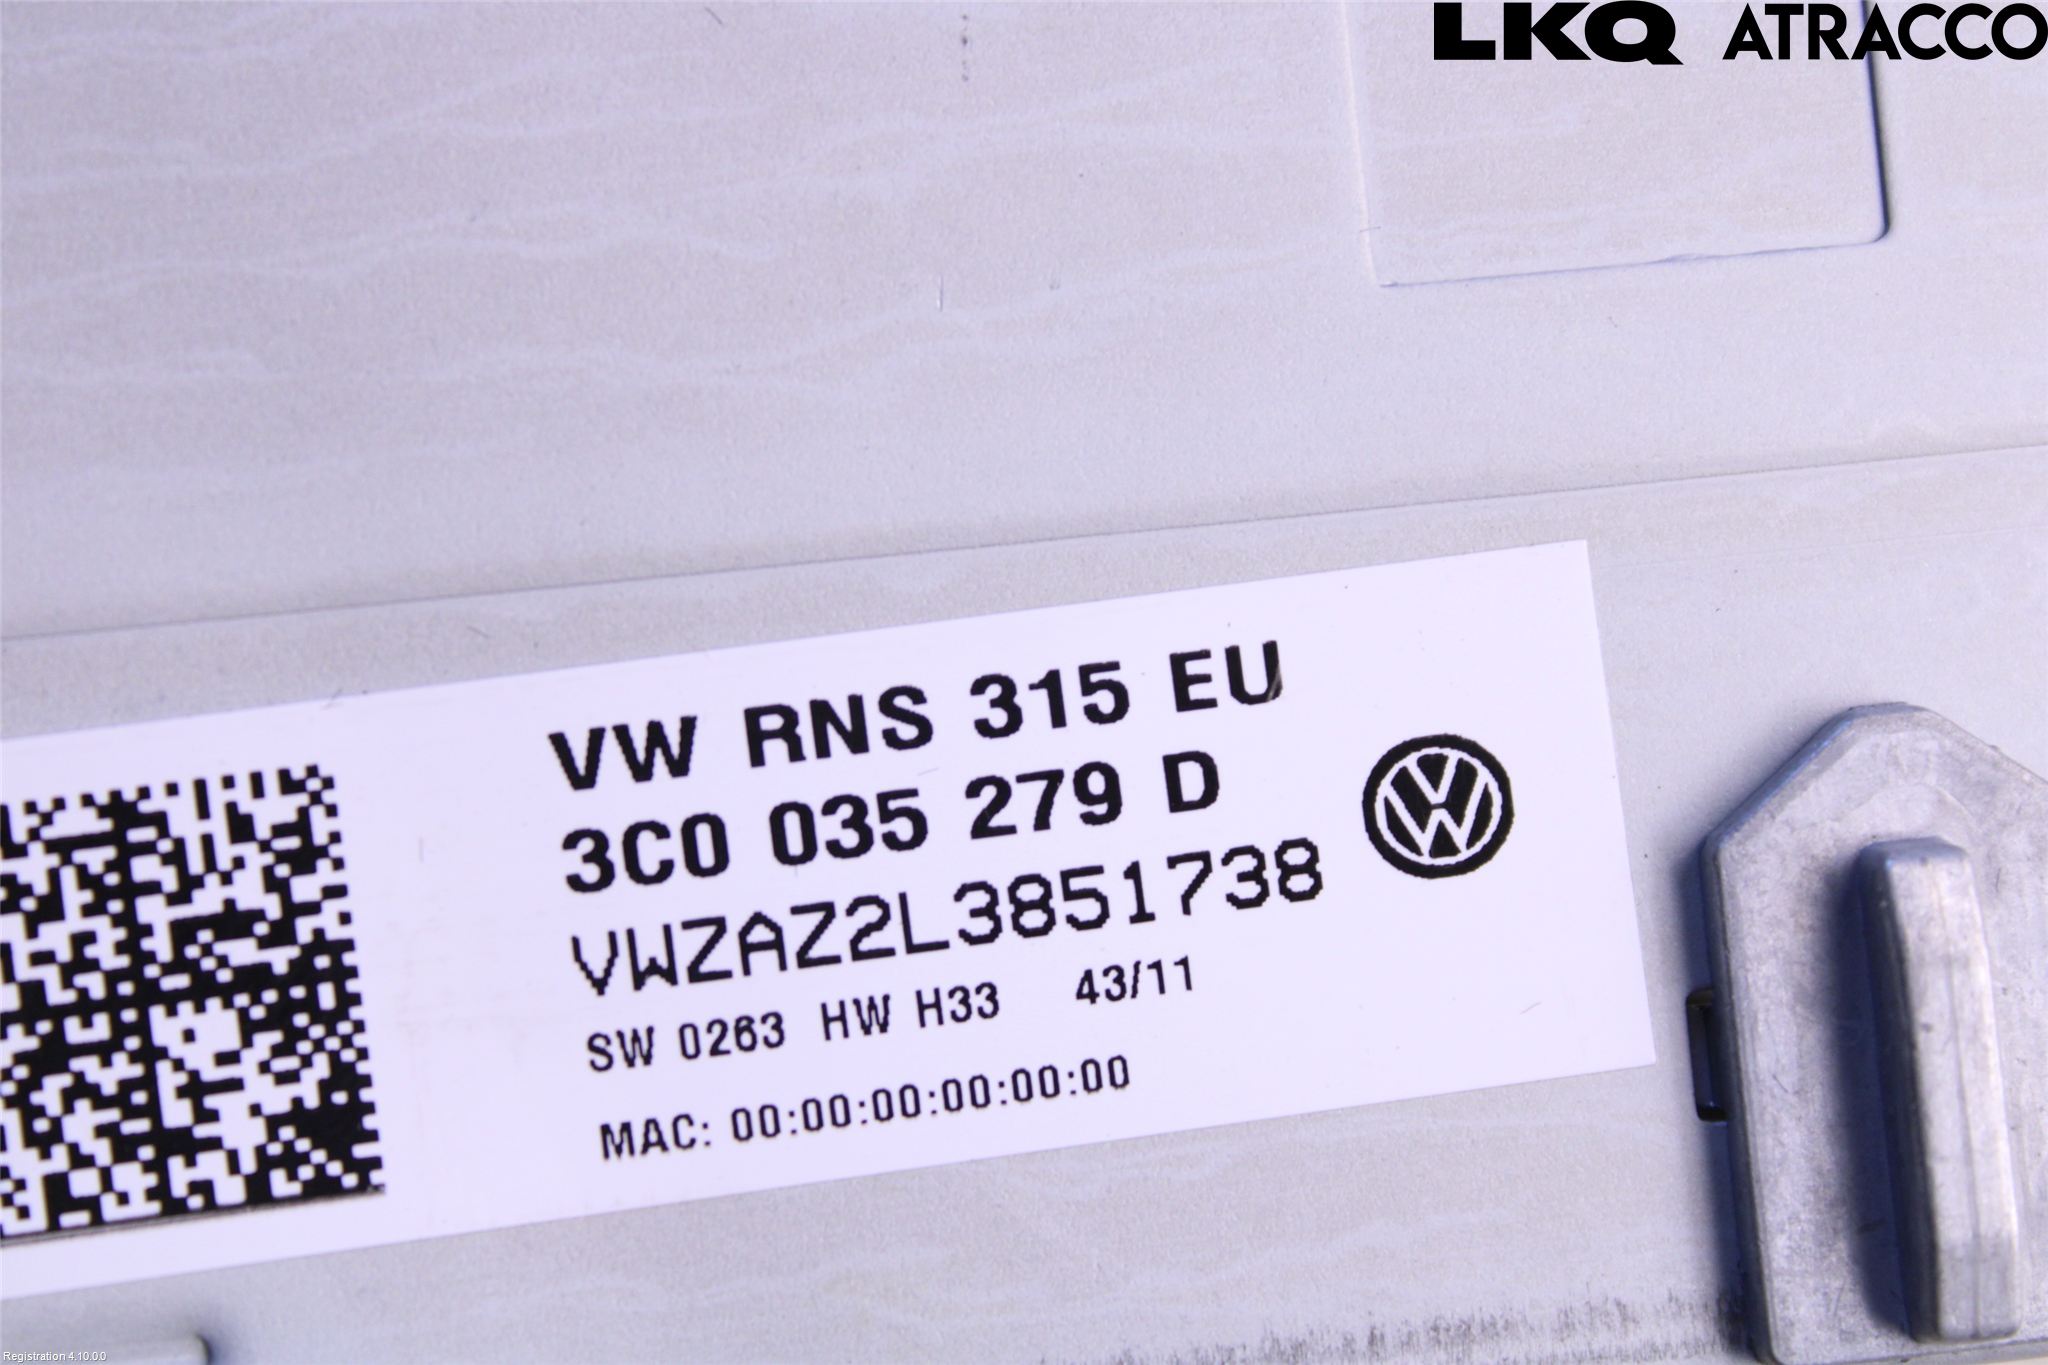 LKQ ATRACCO
VW RNS 315 EU
3C0 035 279 D
VWZAZ2L3851738
SW 0263 HW H33 43/11
MAC: 00:00:00:00:00:00
Registration 4.10.0.0